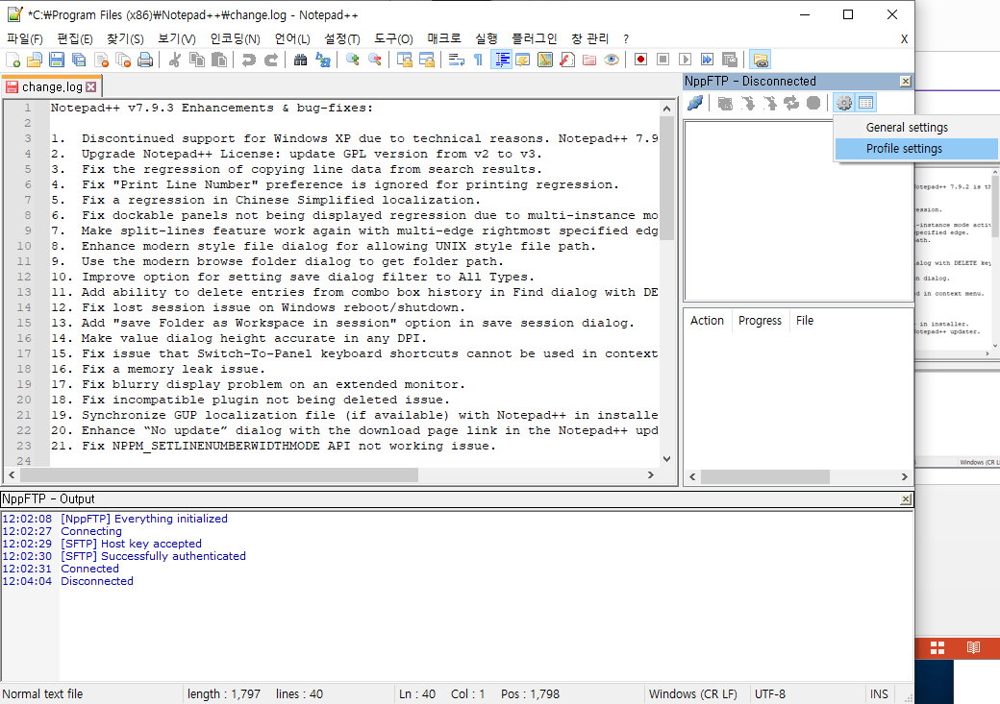 *C:₩Program Files (x86)₩Notepad++₩change.log - Notepad++
파일(F) 편집(E) 찾기(S) 보기(V) 인코딩(N) 언어(L) 설정(T) 도구(O) 매크로 실행 플러그인 창 관리 ? X
change.log
1 Notepad++ v7.9.3 Enhancements & bug-fixes:
2
3 1. Discontinued support for Windows XP due to technical reasons. Notepad++ 7.9
4 2. Upgrade Notepad++ License: update GPL version from v2 to v3.
5 3. Fix the regression of copying line data from search results.
6 4. Fix "Print Line Number" preference is ignored for printing regression.
7 5. Fix a regression in Chinese Simplified localization.
8 6. Fix dockable panels not being displayed regression due to multi-instance mo
9 7. Make split-lines feature work again with multi-edge rightmost specified edg
10 8. Enhance modern style file dialog for allowing UNIX style file path.
11 9. Use the modern browse folder dialog to get folder path.
12 10. Improve option for setting save dialog filter to All Types.
13 11. Add ability to delete entries from combo box history in Find dialog with DE
14 12. Fix lost session issue on Windows reboot/shutdown.
15 13. Add "save Folder as Workspace in session" option in save session dialog.
16 14. Make value dialog height accurate in any DPI.
17 15. Fix issue that Switch-To-Panel keyboard shortcuts cannot be used in context
18 16. Fix a memory leak issue.
19 17. Fix blurry display problem on an extended monitor.
20 18. Fix incompatible plugin not being deleted issue.
21 19. Synchronize GUP localization file (if available) with Notepad++ in installe
22 20. Enhance “No update” dialog with the download page link in the Notepad++ upd
23 21. Fix NPPM_SETLINENUMBERWIDTHMODE API not working issue.
24
NppFTP - Disconnected
General settings
Profile settings
Action Progress File
otepad++ 7.9.2 is th
ession.
-instance mode activ
pecified edge.
path.
alog with DELETE key
n dialog.
d in context menu.
in installer.
otepad++ updater.
Windows (CR LF
NppFTP - Output
12:02:08 [NppFTP] Everything initialized
12:02:27 Connecting
12:02:29 [SFTP] Host key accepted
12:02:30 [SFTP] Successfully authenticated
12:02:31 Connected
12:04:04 Disconnected
Normal text file length : 1,797 lines : 40 Ln : 40 Col : 1 Pos : 1,798 Windows (CR LF) UTF-8 INS